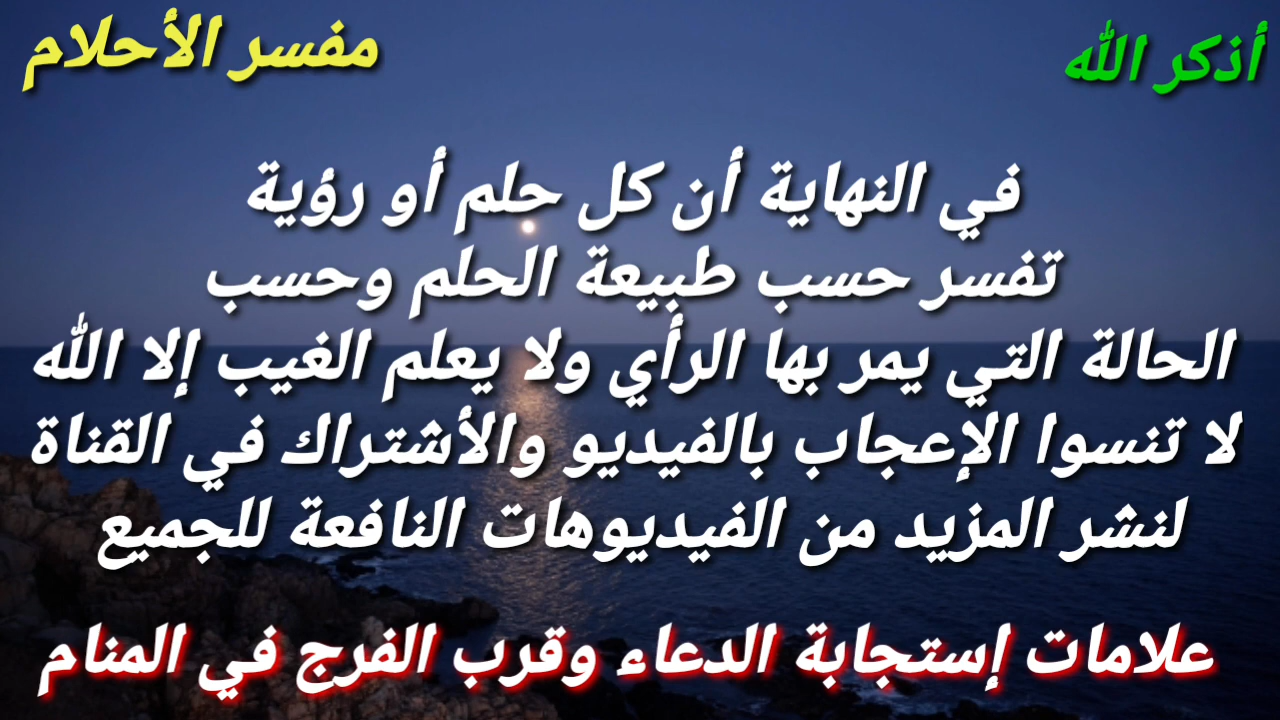 أذكر الله
مفسر الأحلام
في النهاية أن كل حلم أو رؤية
تفسر حسب طبيعة الحلم وحسب
الحالة التي يمر بها الرأي ولا يعلم الغيب إلا الله
لا تنسوا الإعجاب بالفيديو والأشتراك في القناة
لنشر المزيد من الفيديوهات النافعة للجميع
علامات إستجابة الدعاء وقرب الفرج في المنام